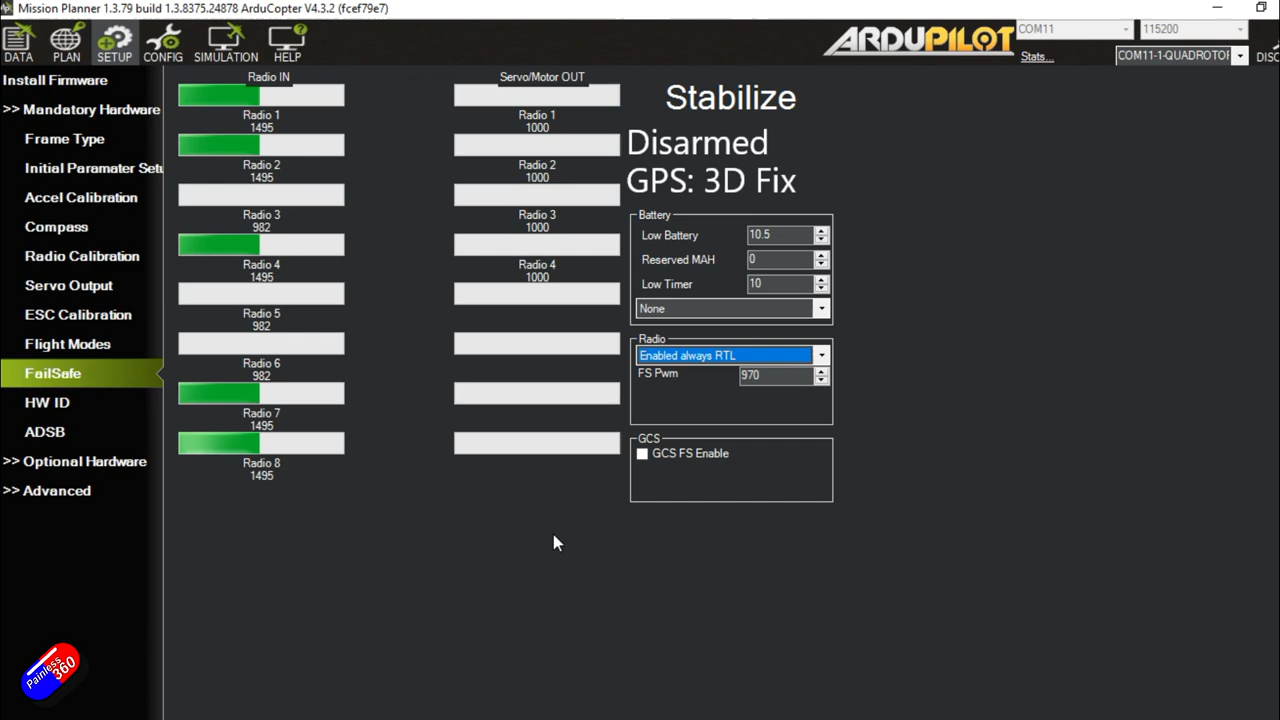 Mission Planner 1.3.79 build 1.3.8375.24878 ArduCopter V4.3.2 (fcef79e7)
DATA
PLAN
SETUP
CONFIG
SIMULATION
HELP
ARDUPILOT
COM11
115200
Stats...
COM11-1-QUADROTOR
DISC
Install Firmware
>> Mandatory Hardware
Frame Type
Initial Paramater Setu
Accel Calibration
Compass
Radio Calibration
Servo Output
ESC Calibration
Flight Modes
FailSafe
HW ID
ADSB
>> Optional Hardware
>> Advanced
Radio IN
Radio 1
1495
Radio 2
1495
Radio 3
982
Radio 4
1495
Radio 5
982
Radio 6
982
Radio 7
1495
Radio 8
1495
Servo/Motor OUT
Radio 1
1000
Radio 2
1000
Radio 3
1000
Radio 4
1000
Stabilize
Disarmed
GPS: 3D Fix
Battery
Low Battery 10.5
Reserved MAH 0
Low Timer 10
None
Radio
Enabled always RTL
FS Pwm 970
GCS
GCS FS Enable
Painless
360